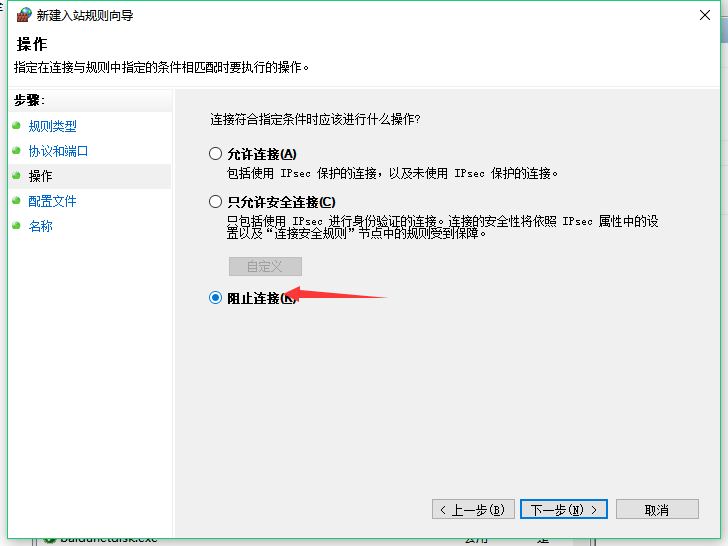 新建入站规则向导
操作
指定在连接与规则中指定的条件相匹配时要执行的操作。
步骤:
规则类型
协议和端口
操作
配置文件
名称
连接符合指定条件时应该进行什么操作?
允许连接(A)
包括使用 IPsec 保护的连接，以及未使用 IPsec 保护的连接。
只允许安全连接(C)
只包括使用 IPsec 进行身份验证的连接。连接的安全性将依照 IPsec 属性中的设
置以及“连接安全规则”节点中的规则受到保障。
自定义
阻止连接(K)
< 上一步(B)
下一步(N) >
取消